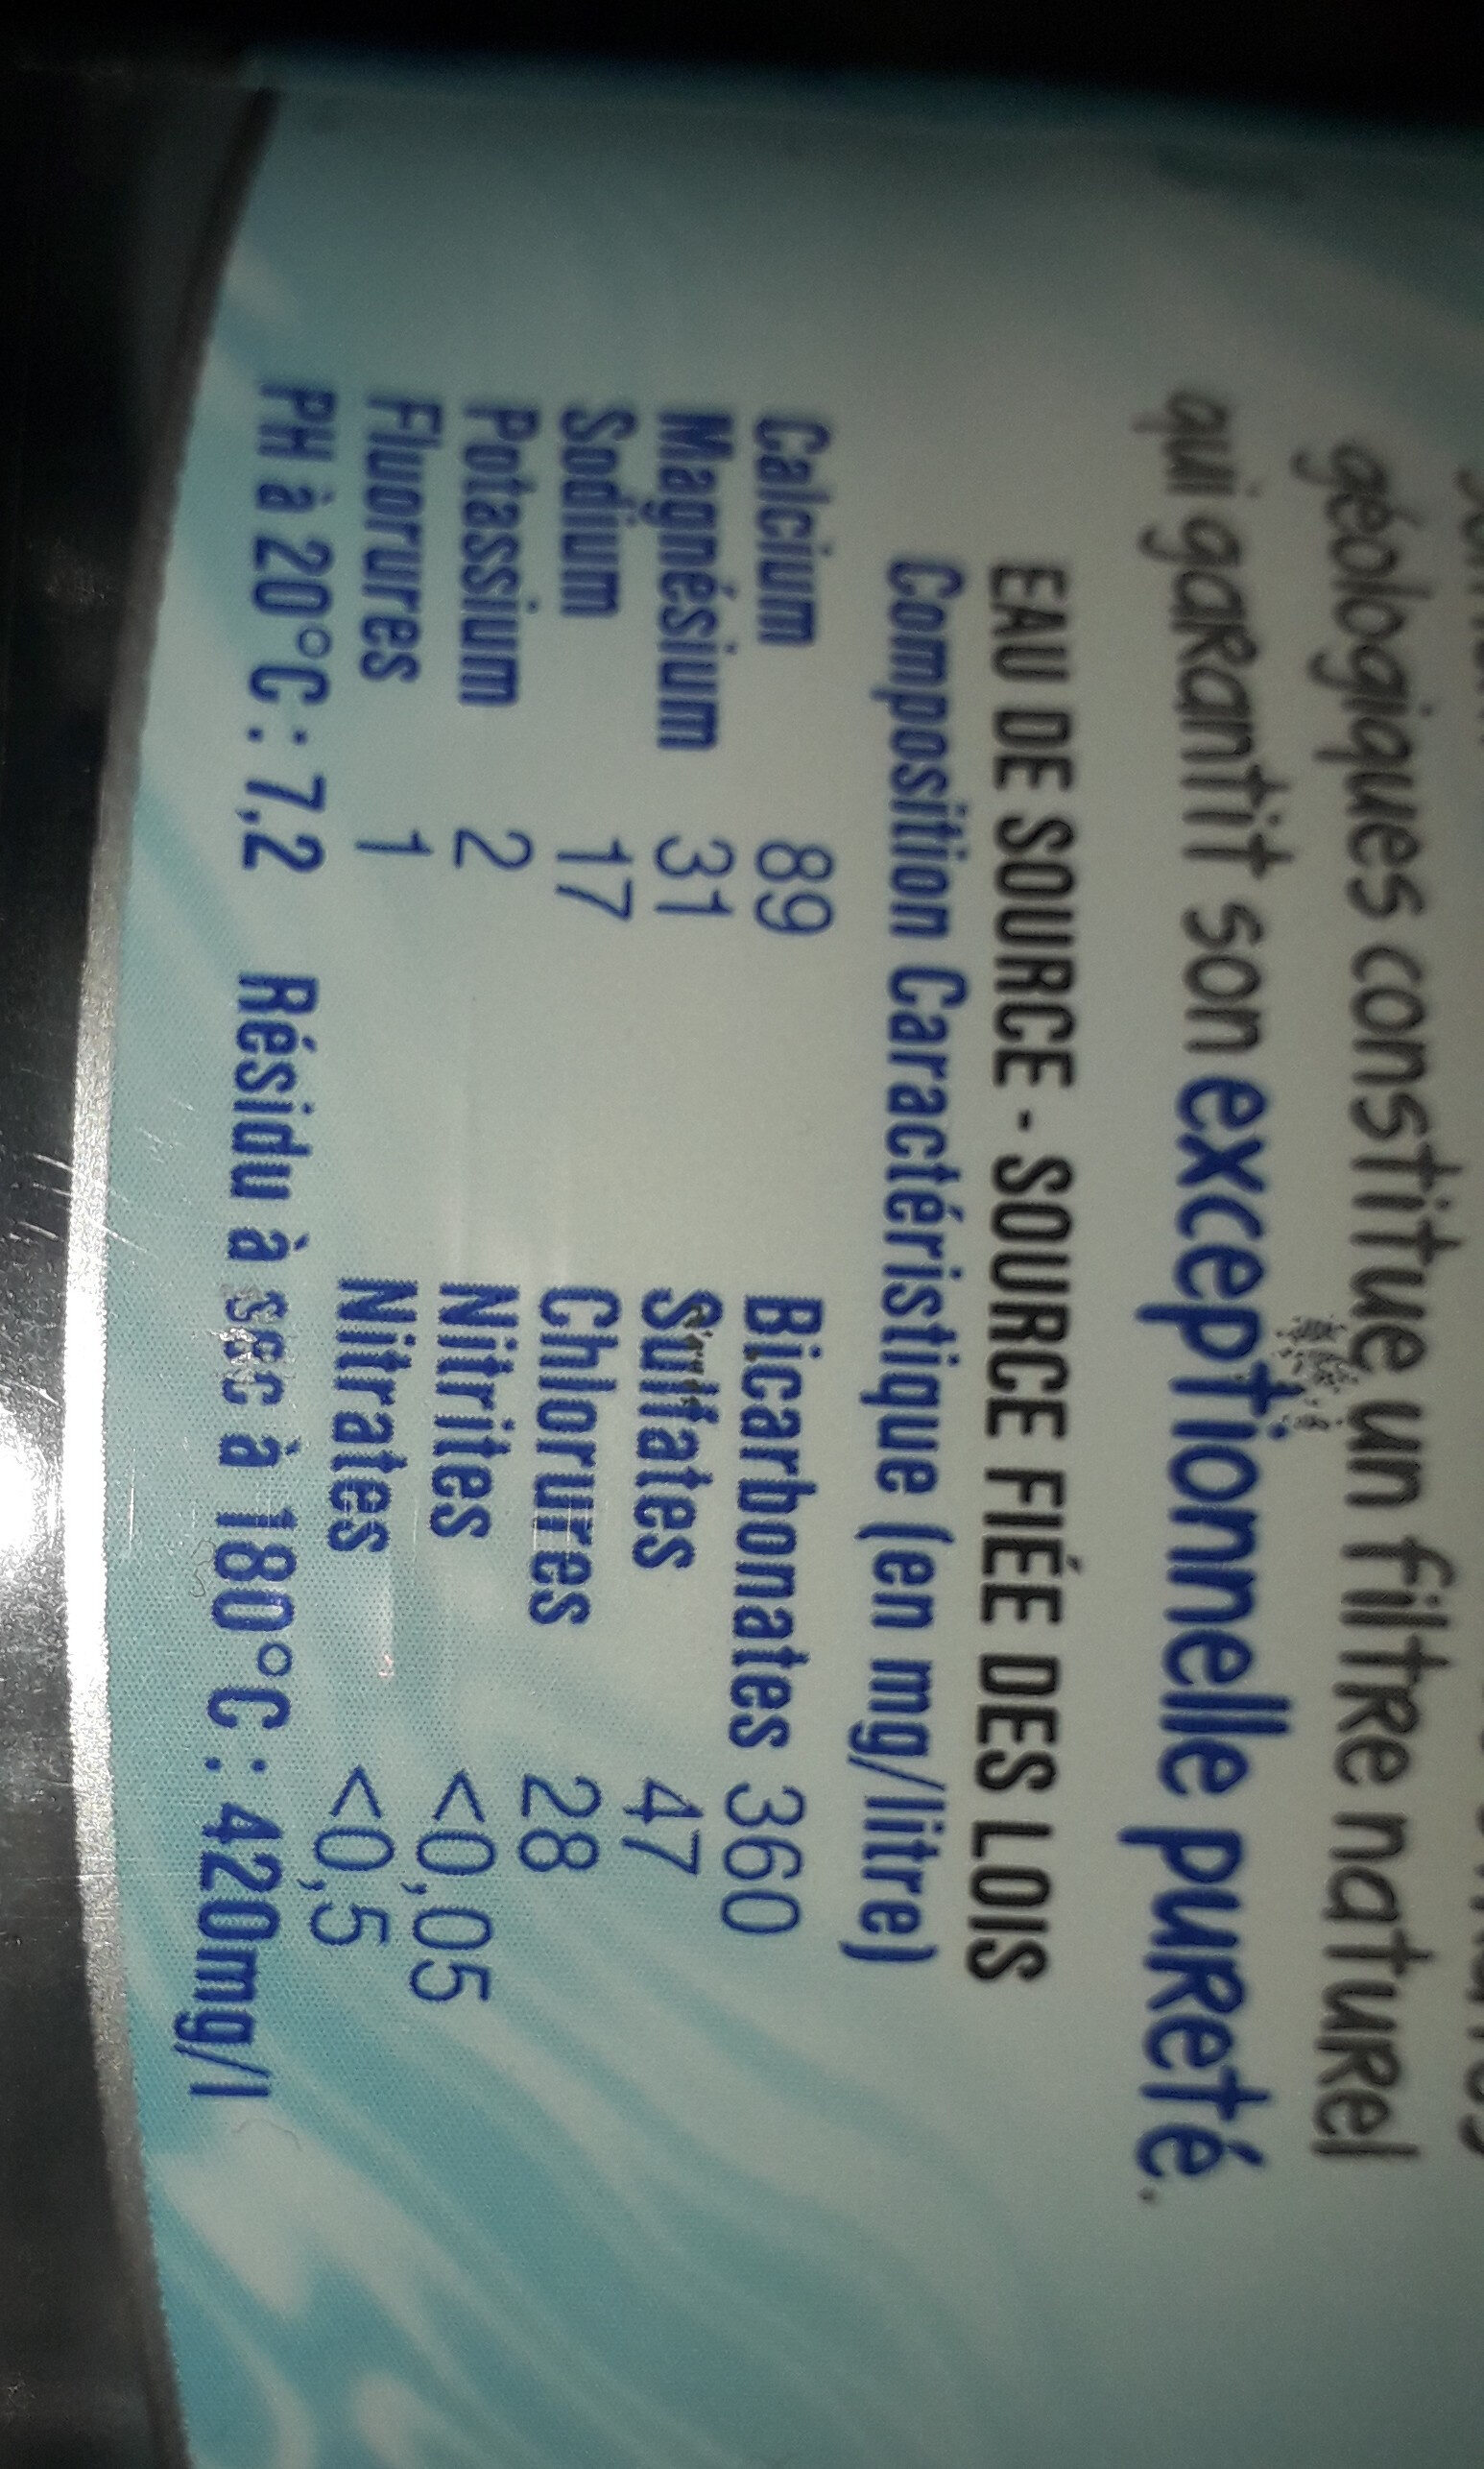 géologiques constitue un filtre naturel
qui garantit son exceptionnelle pureté.
EAU DE SOURCE - SOURCE FIÉE DES LOIS
Composition Caractéristique (en mg/litre)
Calcium 89 Bicarbonates 360
Magnésium 31 Sulfates 47
Sodium 17 Chlorures 28
Potassium 2 Nitrites <0,05
Fluorures 1 Nitrates <0,5
PH à 20°C : 7,2 Résidu à sec à 180°C : 420mg/l